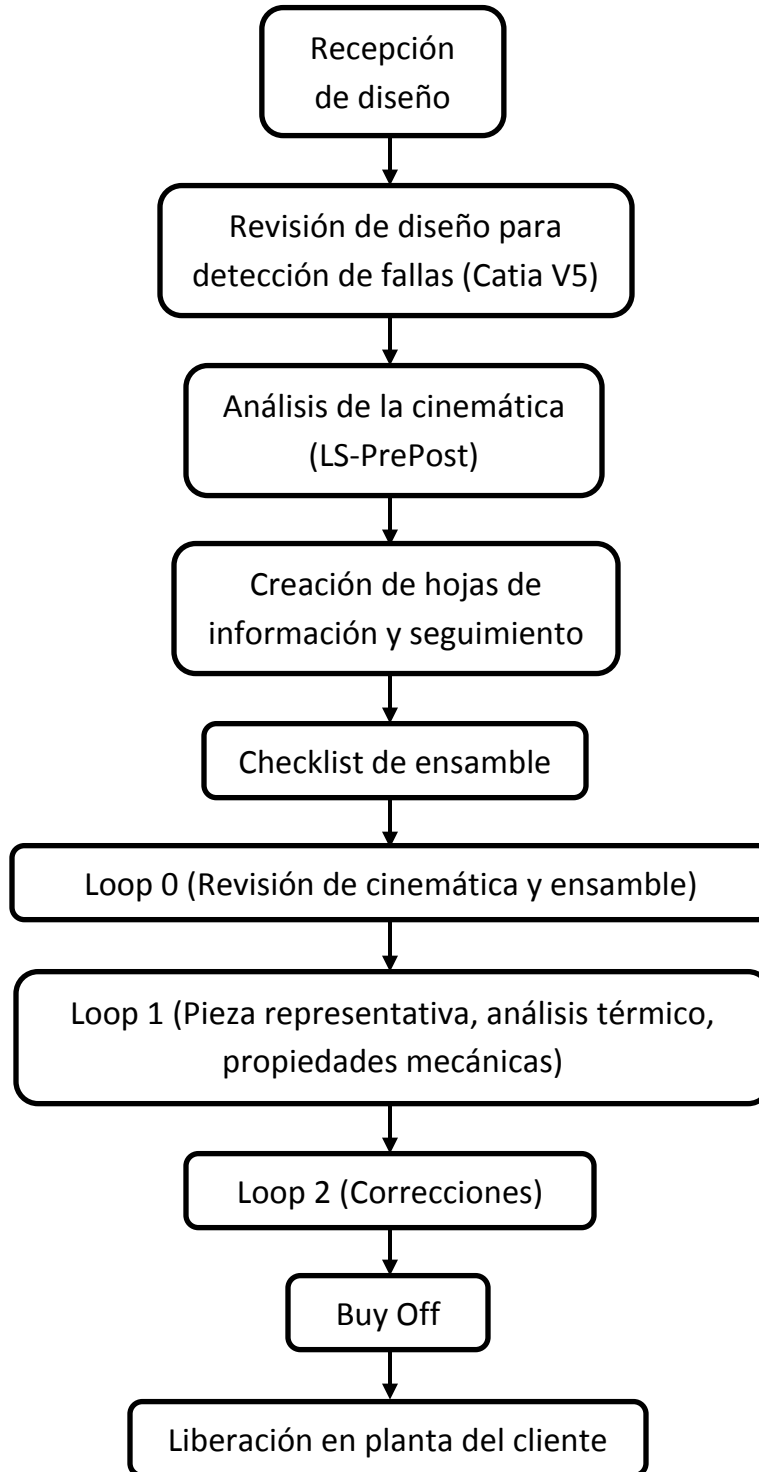 Recepción
de diseño
Revisión de diseño para
detección de fallas (Catia V5)
Análisis de la cinemática
(LS-PrePost)
Creación de hojas de
información y seguimiento
Checklist de ensamble
Loop 0 (Revisión de cinemática y ensamble)
Loop 1 (Pieza representativa, análisis térmico,
propiedades mecánicas)
Loop 2 (Correcciones)
Buy Off
Liberación en planta del cliente